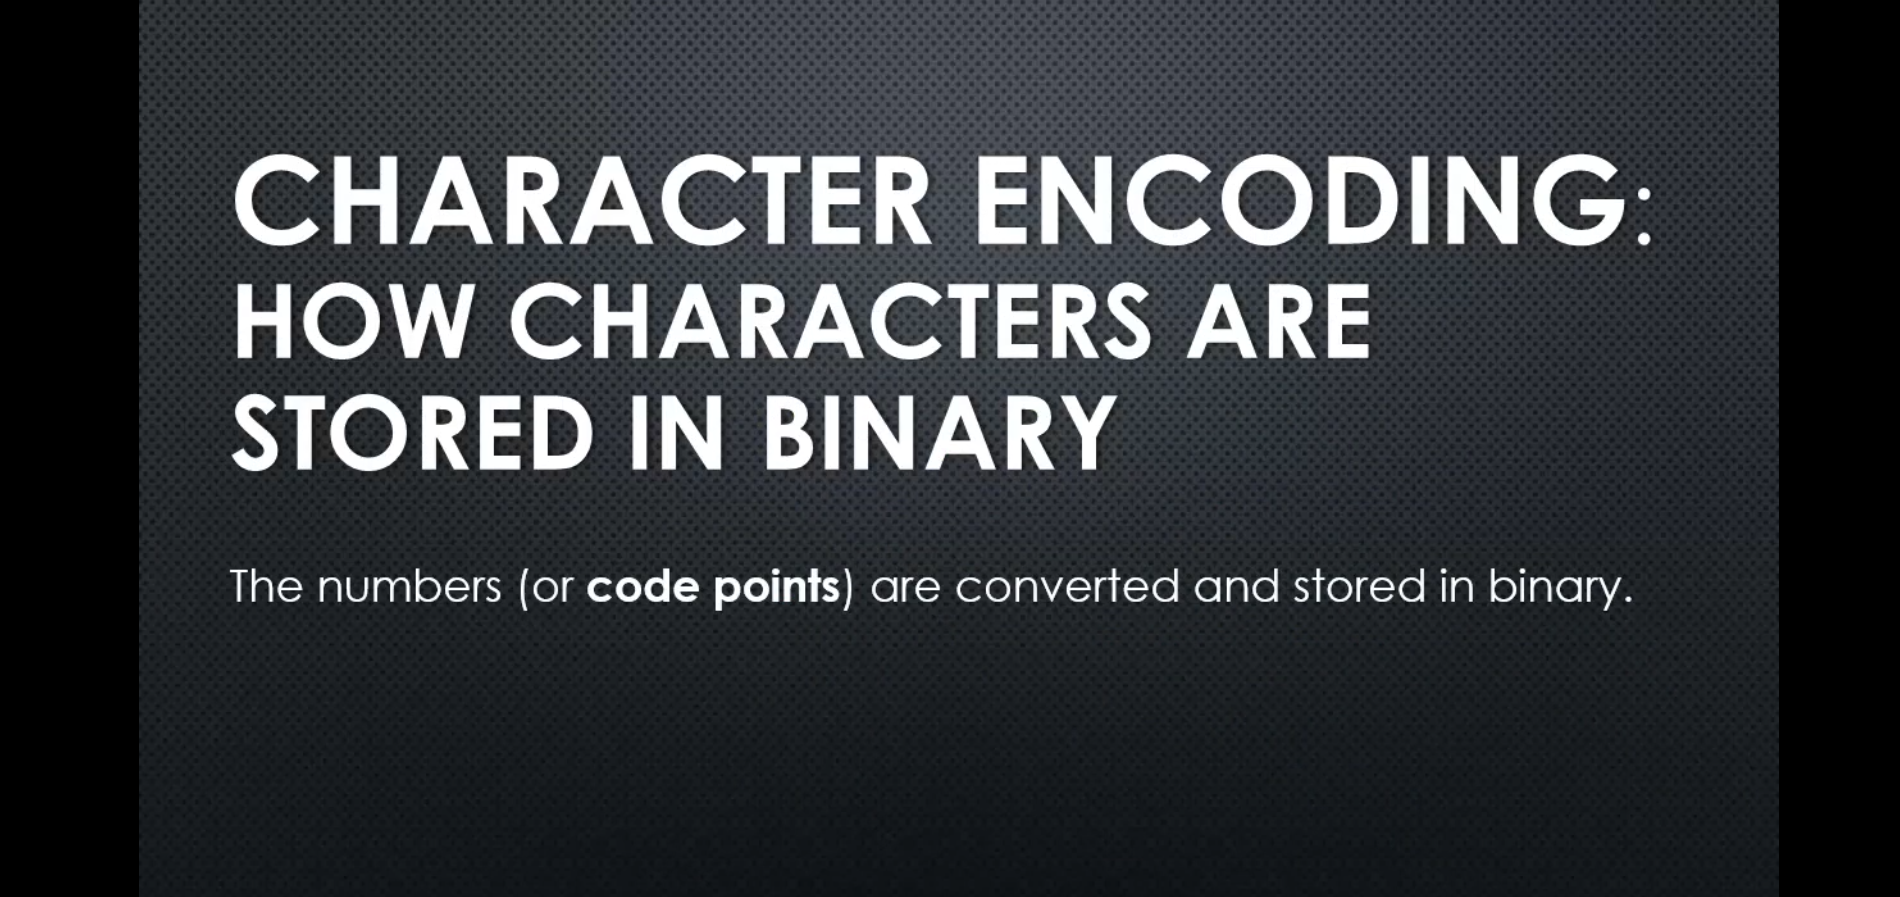 CHARACTER ENCODING:
HOW CHARACTERS ARE
STORED IN BINARY
The numbers (or code points) are converted and stored in binary.